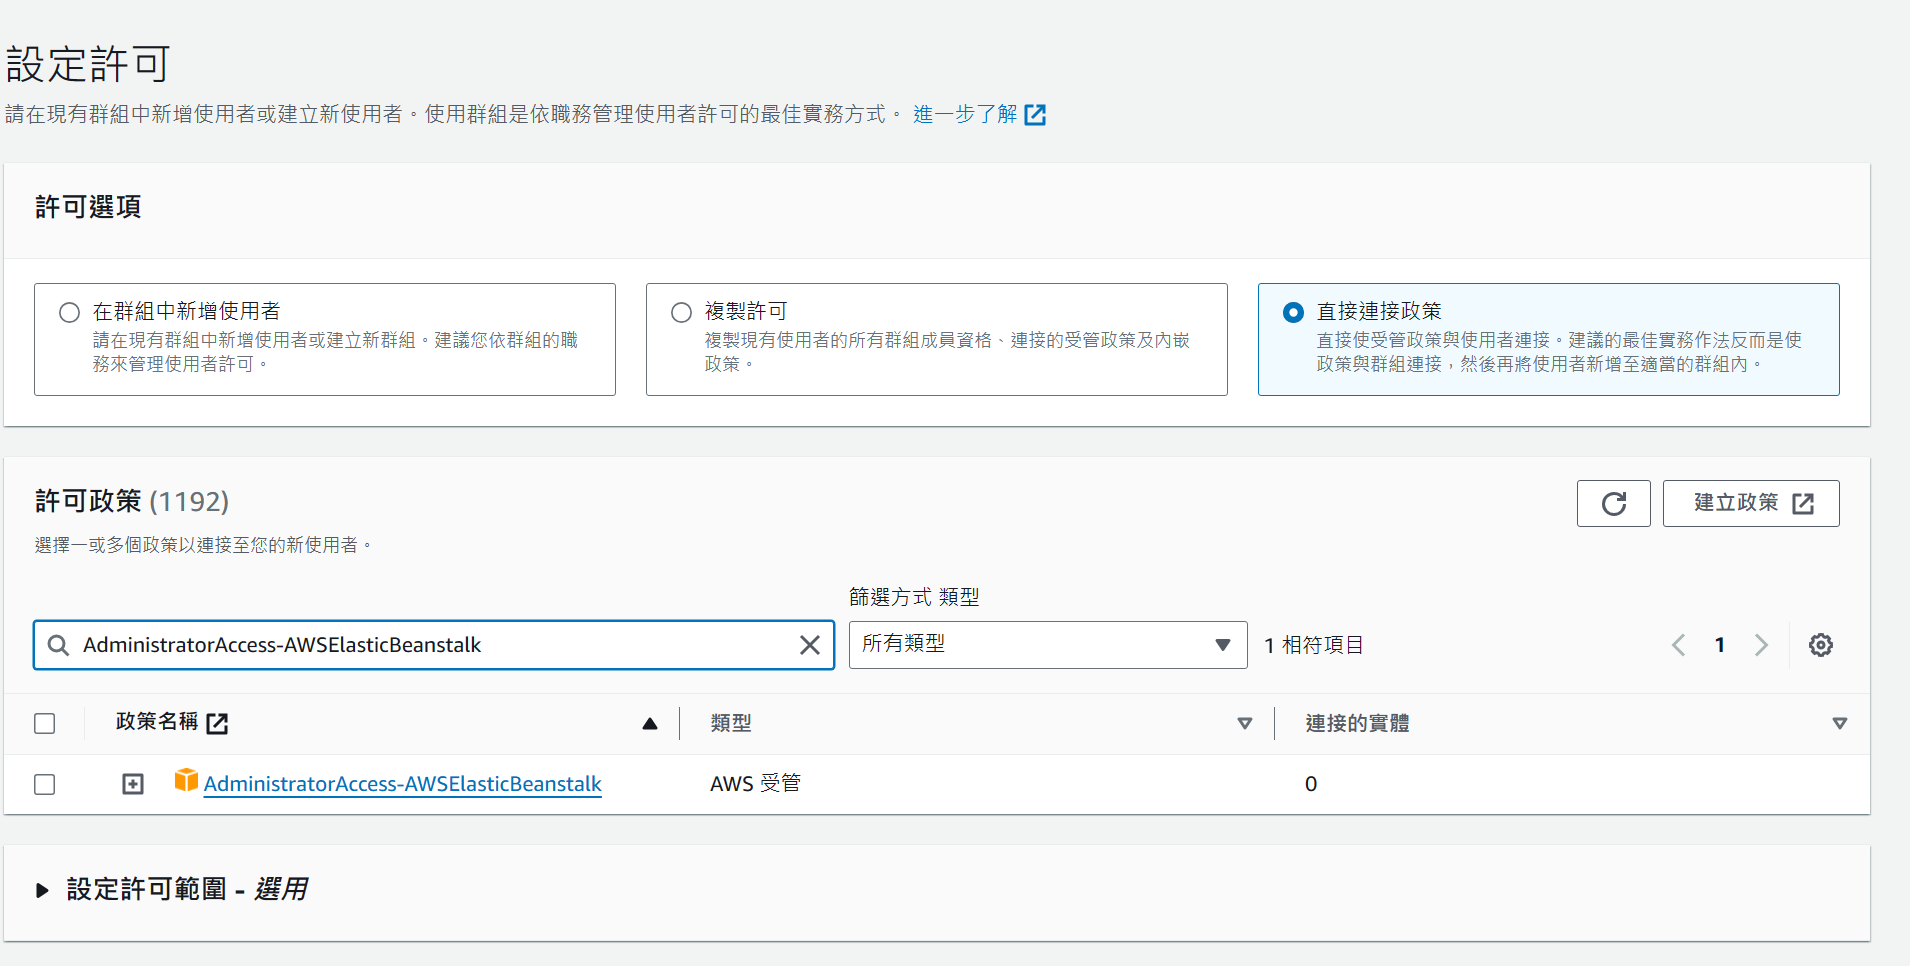 設定許可
請在現有群組中新增使用者或建立新使用者。使用群組是依職務管理使用者許可的最佳實務方式。 進一步了解
許可選項
在群組中新增使用者
請在現有群組中新增使用者或建立新群組。建議您依群組的職
務來管理使用者許可。
複製許可
複製現有使用者的所有群組成員資格、連接的受管政策及內嵌
政策。
直接連接政策
直接使受管政策與使用者連接。建議的最佳實務作法反而是使
政策與群組連接，然後再將使用者新增至適當的群組內。
許可政策 (1192)
建立政策
選擇一或多個政策以連接至您的新使用者。
篩選方式 類型
AdministratorAccess-AWSElasticBeanstalk
所有類型
1 相符項目
1
政策名稱
類型
連接的實體
AdministratorAccess-AWSElasticBeanstalk
AWS 受管
0
設定許可範圍 - 選用